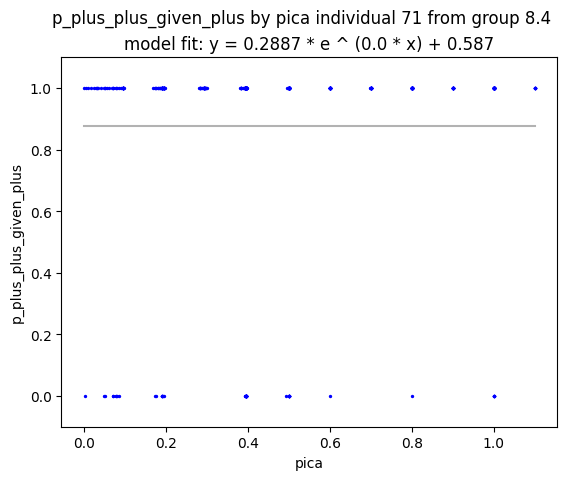 p_plus_plus_given_plus by pica individual 71 from group 8.4
model fit: y = 0.2887 * e ^ (0.0 * x) + 0.587
p_plus_plus_given_plus
1.0
0.8
0.6
0.4
0.2
0.0
0.0 0.2 0.4 0.6 0.8 1.0
pica